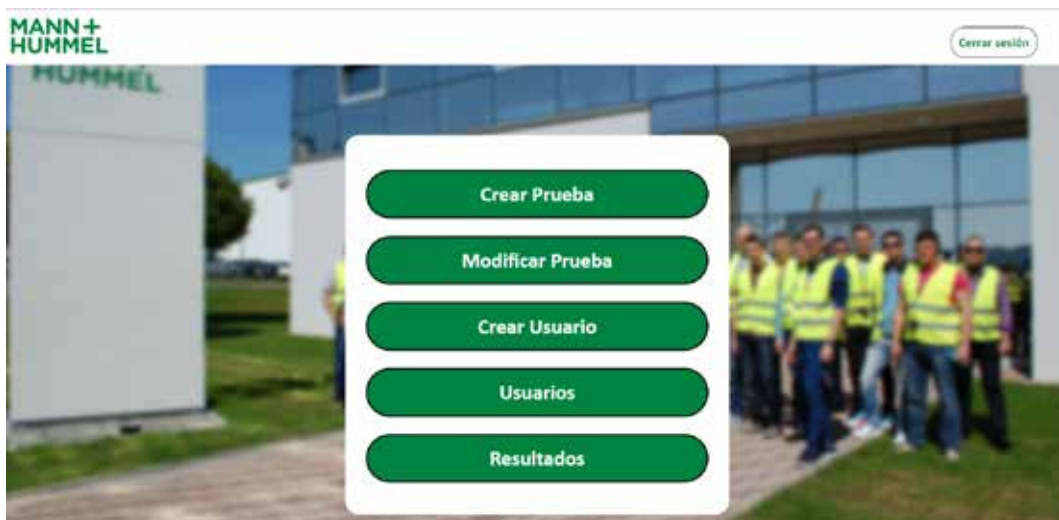 MANN+
HUMMEL
Cerrar sesión
HUMMEL
Crear Prueba
Modificar Prueba
Crear Usuario
Usuarios
Resultados